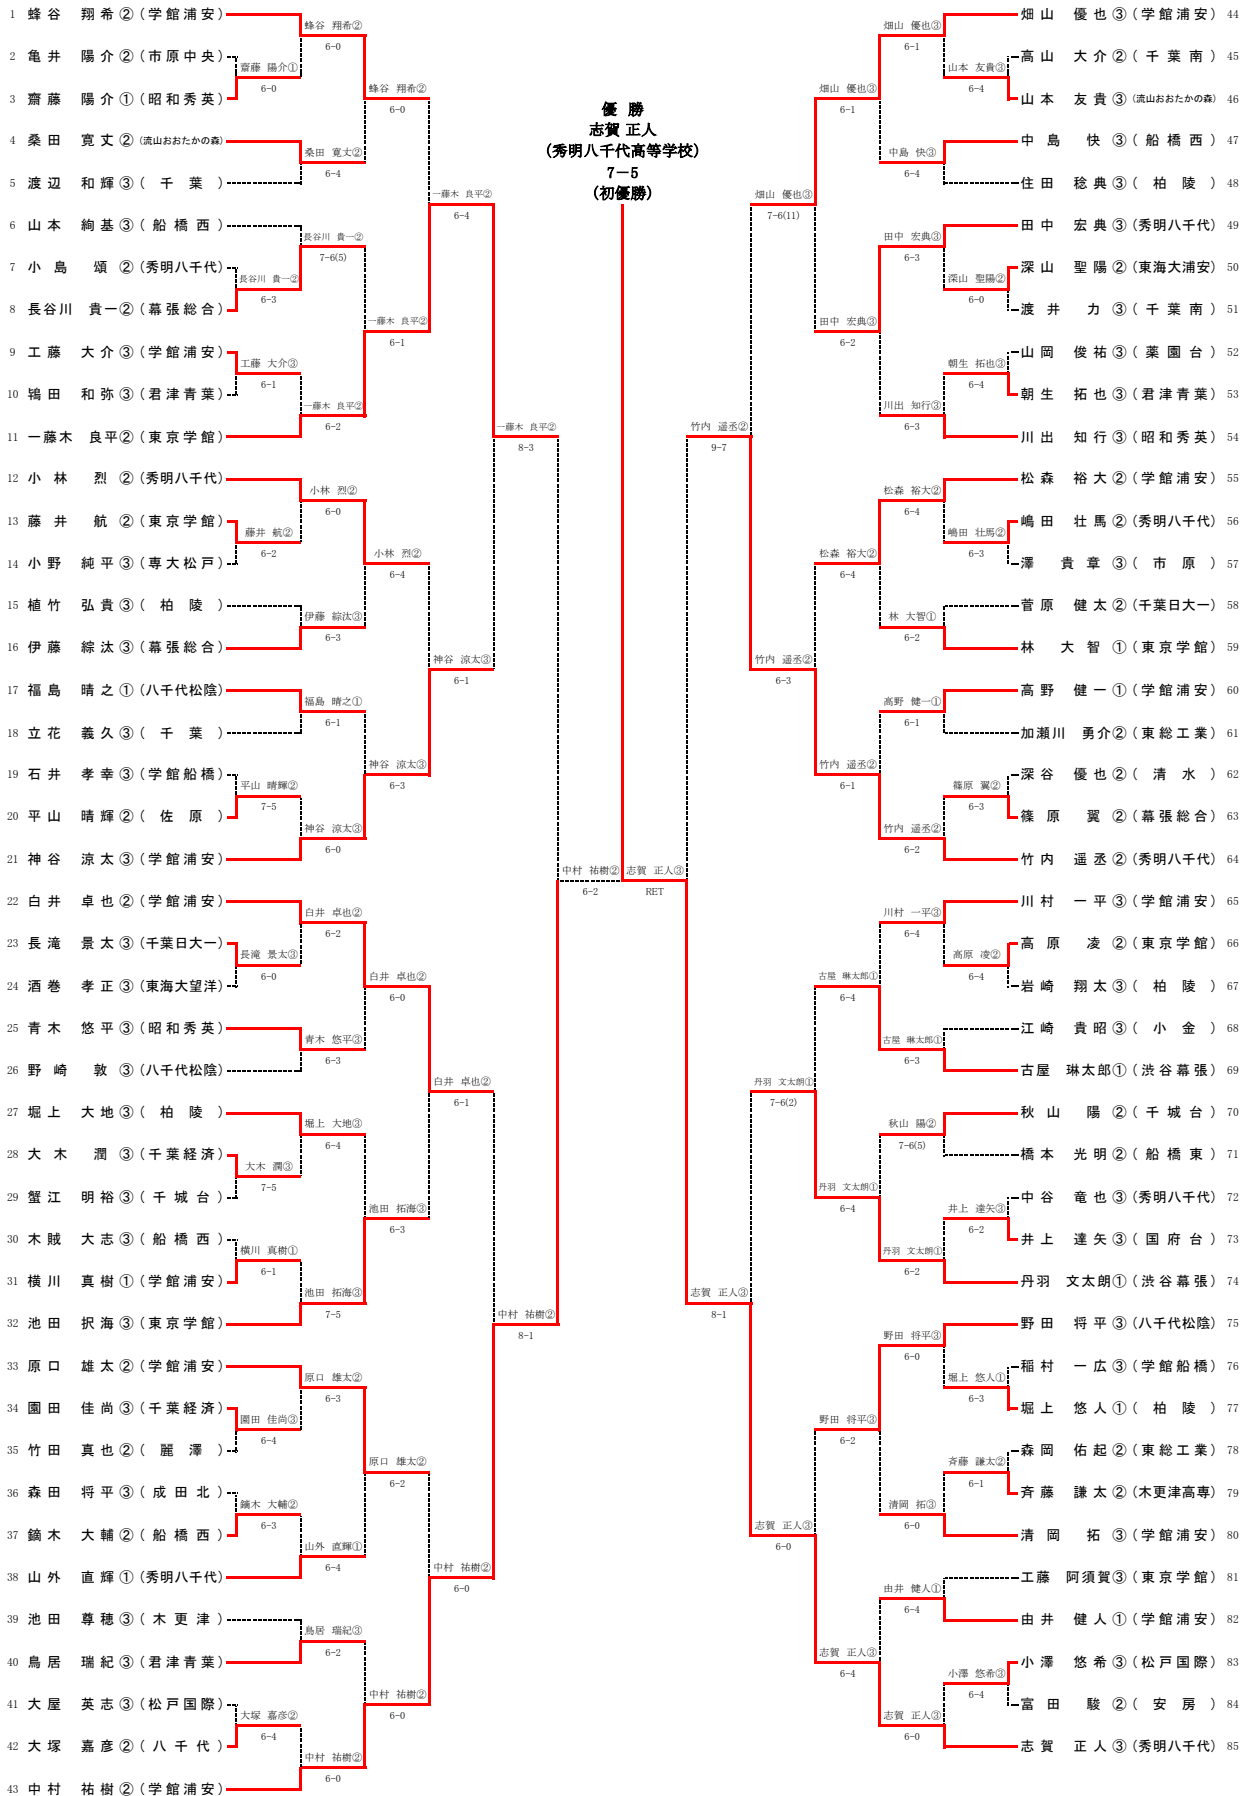 優 勝
志賀 正人
(秀明八千代高等学校)
7－5
(初優勝)
1 蜂谷 翔希②(学館浦安)
2 亀井 陽介②(市原中央)
3 齋藤 陽介①(昭和秀英)
4 桑田 寛丈②(流山おおたかの森)
5 渡辺 和輝③(千葉)
6 山本 絢基③(船橋西)
7 小島 頌②(秀明八千代)
8 長谷川 貴一②(幕張総合)
9 工藤 大介③(学館浦安)
10 鴇田 和弥③(君津青葉)
11 一藤木 良平②(東京学館)
12 小林 烈②(秀明八千代)
13 藤井 航②(東京学館)
14 小野 純平③(専大松戸)
15 植竹 弘貴③(柏陵)
16 伊藤 綜汰③(幕張総合)
17 福島 晴之①(八千代松陰)
18 立花 義久③(千葉)
19 石井 孝幸③(学館船橋)
20 平山 晴輝②(佐原)
21 神谷 涼太③(学館浦安)
22 白井 卓也②(学館浦安)
23 長滝 景太③(千葉日大一)
24 酒巻 孝正③(東海大望洋)
25 青木 悠平③(昭和秀英)
26 野崎 敦③(八千代松陰)
27 堀上 大地③(柏陵)
28 大木 潤③(千葉経済)
29 蟹江 明裕③(千城台)
30 木賊 大志③(船橋西)
31 横川 真樹①(学館浦安)
32 池田 択海③(東京学館)
33 原口 雄太②(学館浦安)
34 園田 佳尚③(千葉経済)
35 竹田 真也②(麗澤)
36 森田 将平③(成田北)
37 鏑木 大輔②(船橋西)
38 山外 直輝①(秀明八千代)
39 池田 尊穂③(木更津)
40 鳥居 瑞紀③(君津青葉)
41 大屋 英志③(松戸国際)
42 大塚 嘉彦②(八千代)
43 中村 祐樹②(学館浦安)
齋藤 陽介①
6-0
長谷川 貴一②
6-3
工藤 大介③
6-1
藤井 航②
6-2
平山 晴輝②
7-5
長滝 景太③
6-0
大木 潤③
7-5
横川 真樹①
6-1
園田 佳尚③
6-4
鏑木 大輔②
6-3
大塚 嘉彦②
6-4
蜂谷 翔希②
6-0
桑田 寛丈②
6-4
長谷川 貴一②
7-6(5)
一藤木 良平②
6-2
小林 烈②
6-0
伊藤 綜汰③
6-3
福島 晴之①
6-1
神谷 涼太③
6-0
白井 卓也②
6-2
青木 悠平③
6-3
堀上 大地③
6-4
池田 拓海③
7-5
原口 雄太②
6-3
山外 直輝①
6-4
鳥居 瑞紀③
6-2
中村 祐樹②
6-0
蜂谷 翔希②
6-0
一藤木 良平②
6-1
小林 烈②
6-4
神谷 涼太③
6-3
白井 卓也②
6-0
池田 拓海③
6-3
原口 雄太②
6-2
中村 祐樹②
6-0
一藤木 良平②
6-4
神谷 涼太③
6-1
白井 卓也②
6-1
中村 祐樹②
6-0
一藤木 良平②
8-3
中村 祐樹②
8-1
中村 祐樹②
6-2
志賀 正人③
RET
竹内 遥丞②
9-7
志賀 正人③
8-1
畑山 優也③
7-6(11)
竹内 遥丞②
6-3
丹羽 文太朗①
7-6(2)
志賀 正人③
6-0
畑山 優也③
6-1
田中 宏典③
6-2
松森 裕大②
6-4
竹内 遥丞②
6-1
古屋 琳太郎①
6-4
丹羽 文太朗①
6-4
野田 将平③
6-2
志賀 正人③
6-4
畑山 優也③
6-1
中島 快③
6-4
田中 宏典③
6-3
川出 知行③
6-3
松森 裕大②
6-4
林 大智①
6-2
高野 健一①
6-1
竹内 遥丞②
6-2
川村 一平③
6-4
古屋 琳太郎①
6-3
秋山 陽②
7-6(5)
丹羽 文太朗①
6-2
野田 将平③
6-0
清岡 拓③
6-0
由井 健人①
6-4
志賀 正人③
6-0
山本 友貴③
6-4
深山 聖陽②
6-0
朝生 拓也③
6-4
嶋田 壮馬②
6-3
篠原 翼②
6-3
高原 凌②
6-4
井上 達矢③
6-2
堀上 悠人①
6-3
斉藤 謙太②
6-1
小澤 悠希③
6-4
畑山 優也③(学館浦安) 44
高山 大介②(千葉南) 45
山本 友貴③(流山おおたかの森) 46
中島 快③(船橋西) 47
住田 稔典③(柏陵) 48
田中 宏典③(秀明八千代) 49
深山 聖陽②(東海大浦安) 50
渡井 力③(千葉南) 51
山岡 俊祐③(薬園台) 52
朝生 拓也③(君津青葉) 53
川出 知行③(昭和秀英) 54
松森 裕大②(学館浦安) 55
嶋田 壮馬②(秀明八千代) 56
澤 貴章③(市原) 57
菅原 健太②(千葉日大一) 58
林 大智①(東京学館) 59
高野 健一①(学館浦安) 60
加瀬川 勇介②(東総工業) 61
深谷 優也②(清水) 62
篠原 翼②(幕張総合) 63
竹内 遥丞②(秀明八千代) 64
川村 一平③(学館浦安) 65
高原 凌②(東京学館) 66
岩崎 翔太③(柏陵) 67
江崎 貴昭③(小金) 68
古屋 琳太郎①(渋谷幕張) 69
秋山 陽②(千城台) 70
橋本 光明②(船橋東) 71
中谷 竜也③(秀明八千代) 72
井上 達矢③(国府台) 73
丹羽 文太朗①(渋谷幕張) 74
野田 将平③(八千代松陰) 75
稲村 一広③(学館船橋) 76
堀上 悠人①(柏陵) 77
森岡 佑起②(東総工業) 78
斉藤 謙太②(木更津高専) 79
清岡 拓③(学館浦安) 80
工藤 阿須賀③(東京学館) 81
由井 健人①(学館浦安) 82
小澤 悠希③(松戸国際) 83
富田 駿②(安房) 84
志賀 正人③(秀明八千代) 85